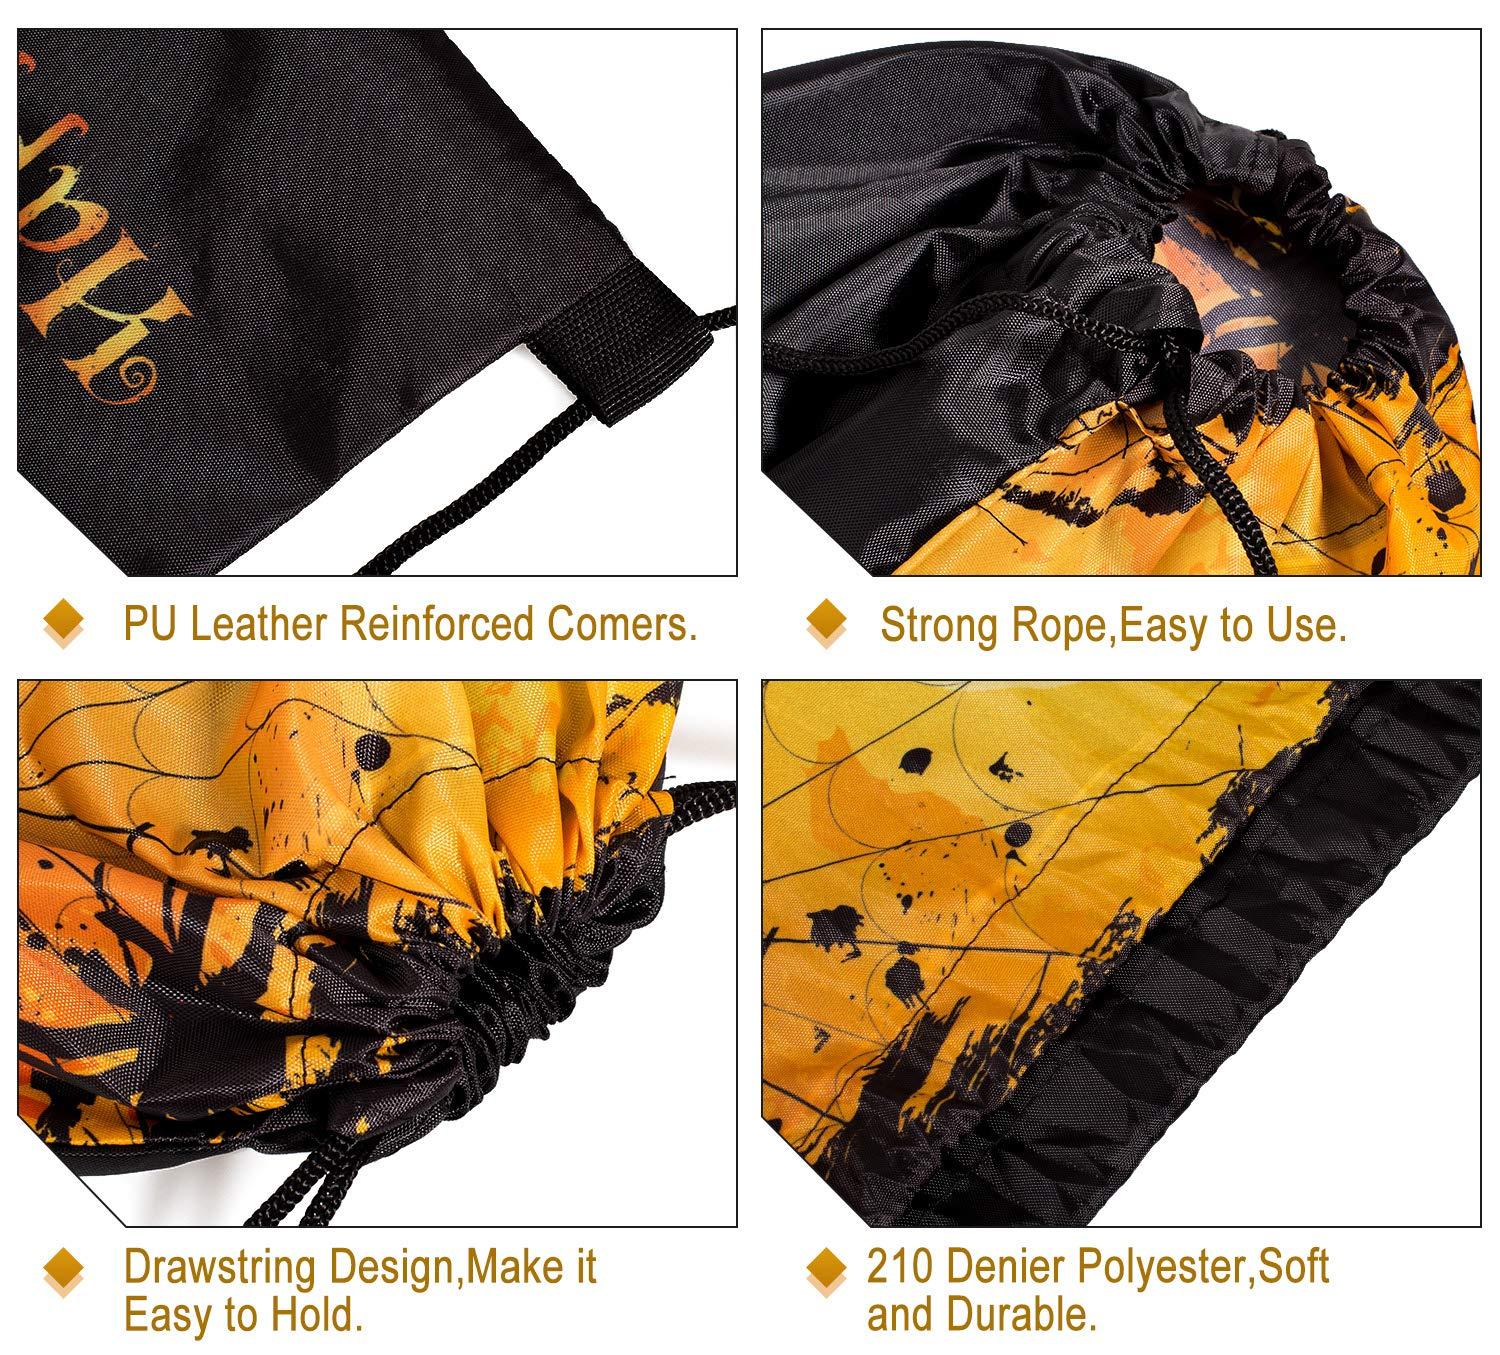 PU Leather Reinforced Comers.
Strong Rope,Easy to Use.
Drawstring Design,Make it
Easy to Hold.
210 Denier Polyester,Soft
and Durable.